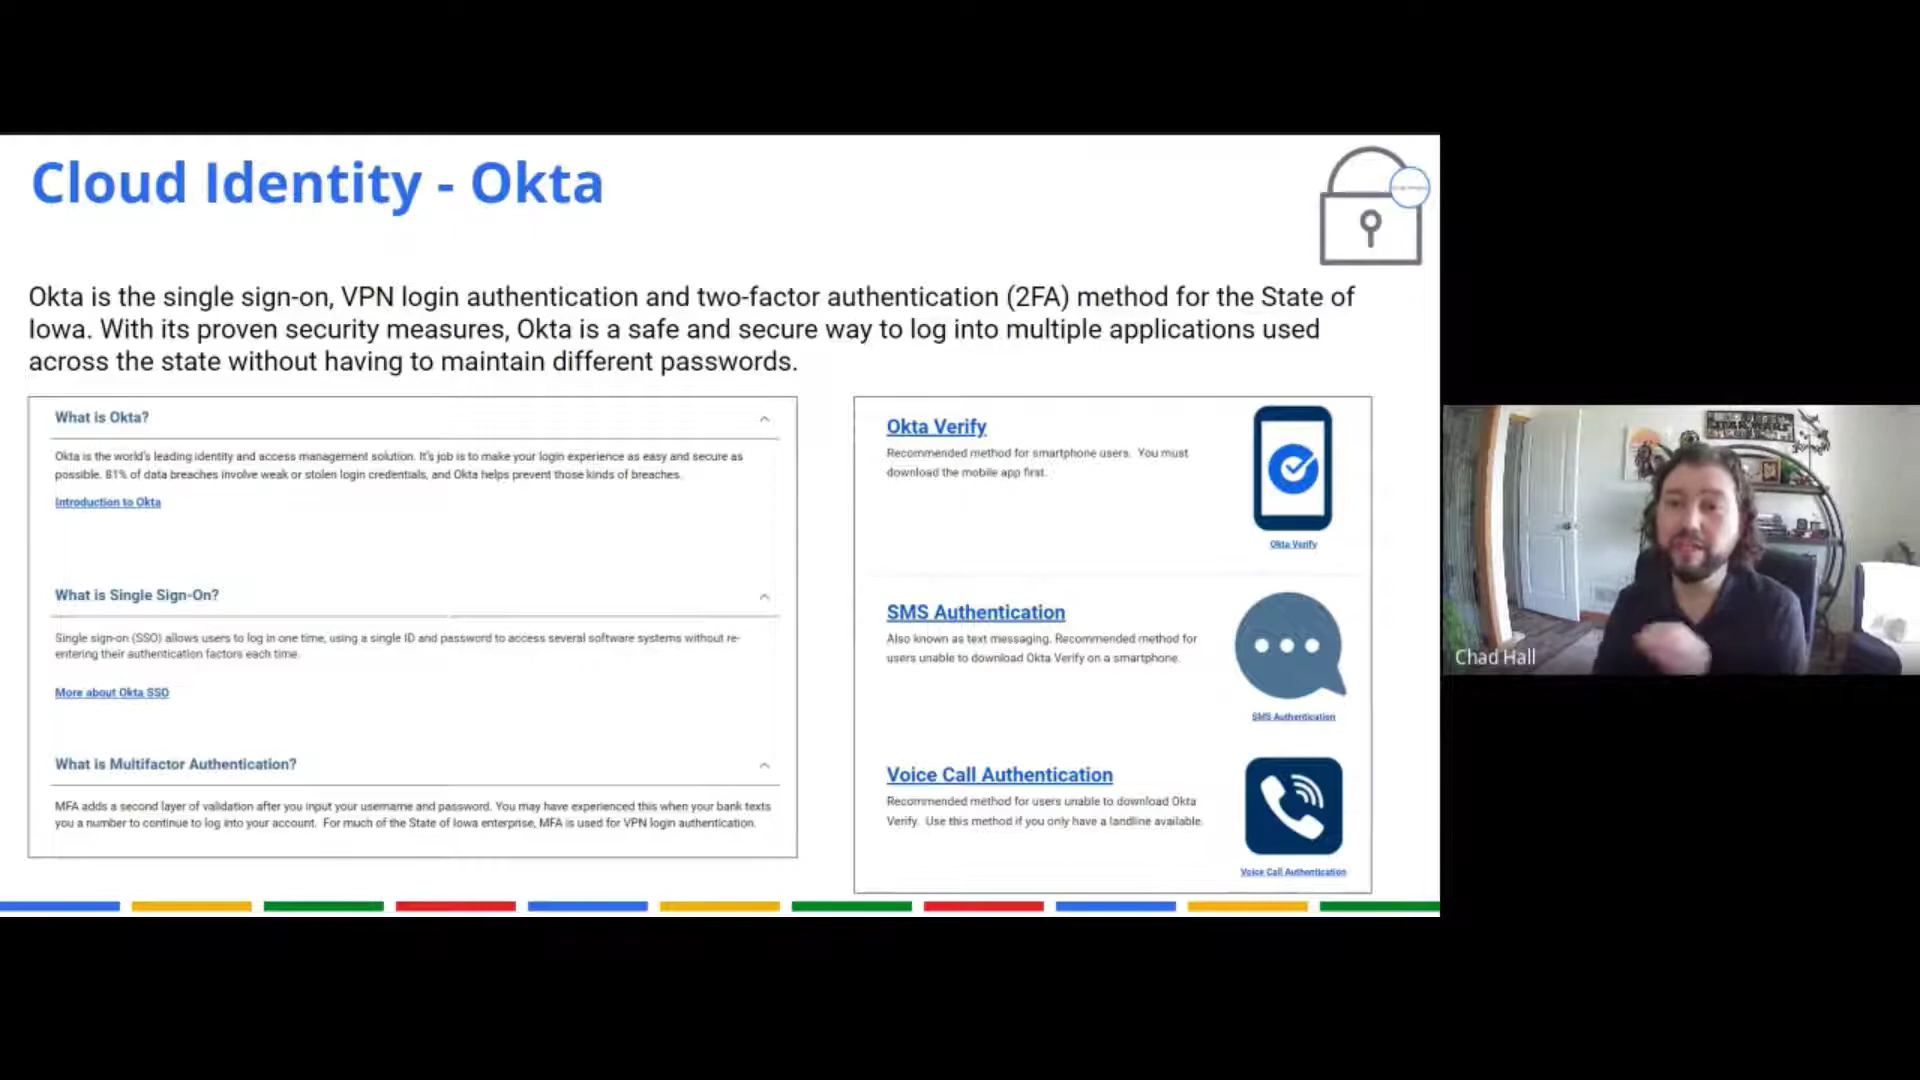 Cloud Identity - Okta
Okta is the single sign-on, VPN login authentication and two-factor authentication (2FA) method for the State of
Iowa. With its proven security measures, Okta is a safe and secure way to log into multiple applications used
across the state without having to maintain different passwords.
What is Okta?
Okta is the world's leading identity and access management solution. It's job is to make your login experience as easy and secure as
possible. 81% of data breaches involve weak or stolen login credentials, and Okta helps prevent those kinds of breaches.
Introduction to Okta
What is Single Sign-On?
Single sign-on (SSO) allows users to log in one time, using a single ID and password to access several software systems without re-
entering their authentication factors each time.
More about Okta SSO
What is Multifactor Authentication?
MFA adds a second layer of validation after you input your username and password. You may have experienced this when your bank texts
you a number to continue to log into your account. For much of the State of Iowa enterprise, MFA is used for VPN login authentication.
Okta Verify
Recommended method for smartphone users. You must
download the mobile app first.
Okta Verify
SMS Authentication
Also known as text messaging. Recommended method for
users unable to download Okta Verify on a smartphone.
SMS Authentication
Voice Call Authentication
Recommended method for users unable to download Okta
Verify. Use this method if you only have a landline available.
Voice Call Authentication
STAR WARS
Chad Hall